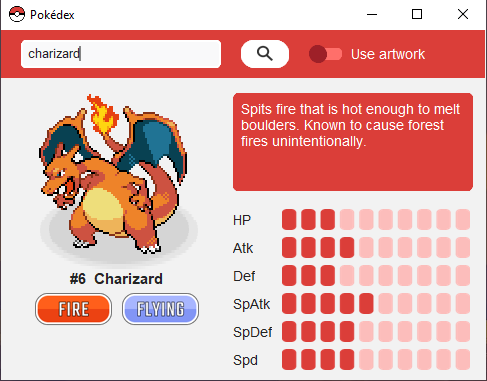 Pokédex
charizard
Use artwork
Spits fire that is hot enough to melt
boulders. Known to cause forest
fires unintentionally.
#6 Charizard
FIRE
FLYING
HP
Atk
Def
SpAtk
SpDef
Spd